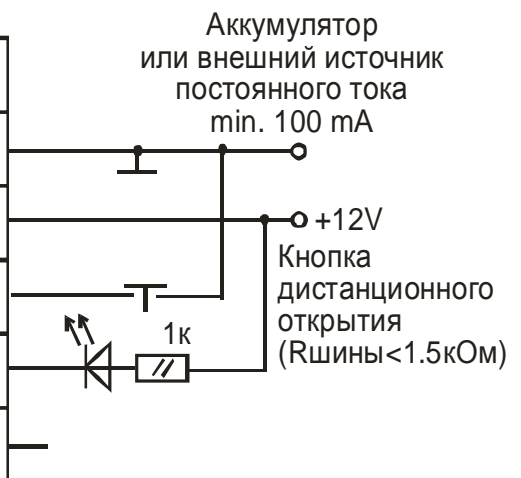 Аккумулятор
или внешний источник
постоянного тока
min. 100 mA
+12V
Кнопка
дистанционного
открытия
(Rшины<1.5кОм)
1к